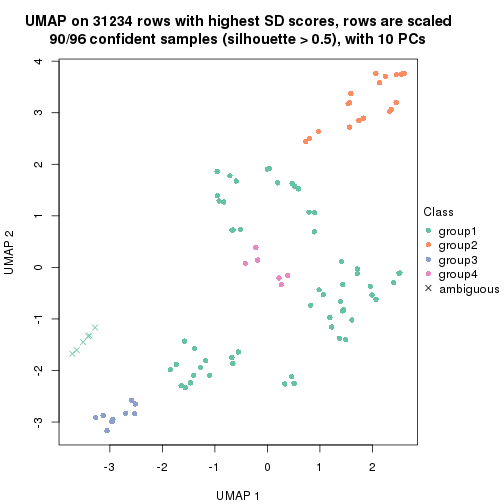 UMAP on 31234 rows with highest SD scores, rows are scaled
90/96 confident samples (silhouette > 0.5), with 10 PCs
4
3
2
1
0
-1
-2
-3
UMAP 2
-3
-2
-1
0
1
2
UMAP 1
Class
group1
group2
group3
group4
ambiguous